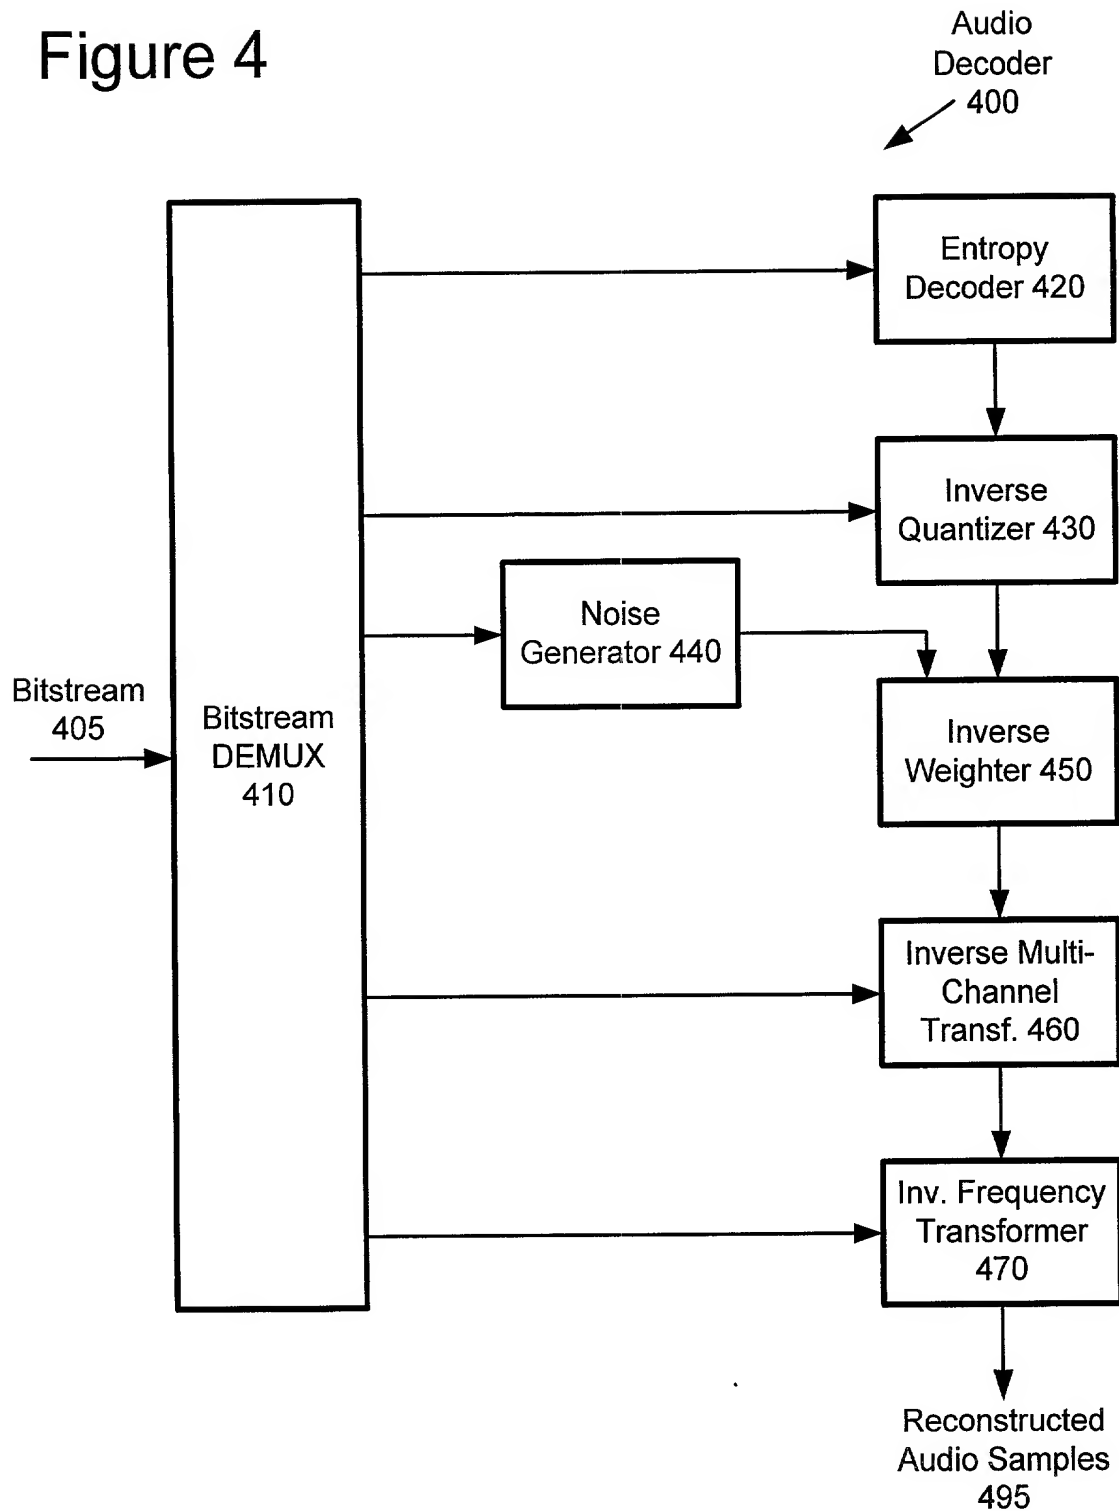 Figure 4
Audio
Decoder
400
Entropy
Decoder 420
Inverse
Quantizer 430
Noise
Generator 440
Bitstream
405
Bitstream
DEMUX
410
Inverse
Weighter 450
Inverse Multi-
Channel
Transf. 460
Inv. Frequency
Transformer
470
Reconstructed
Audio Samples
495